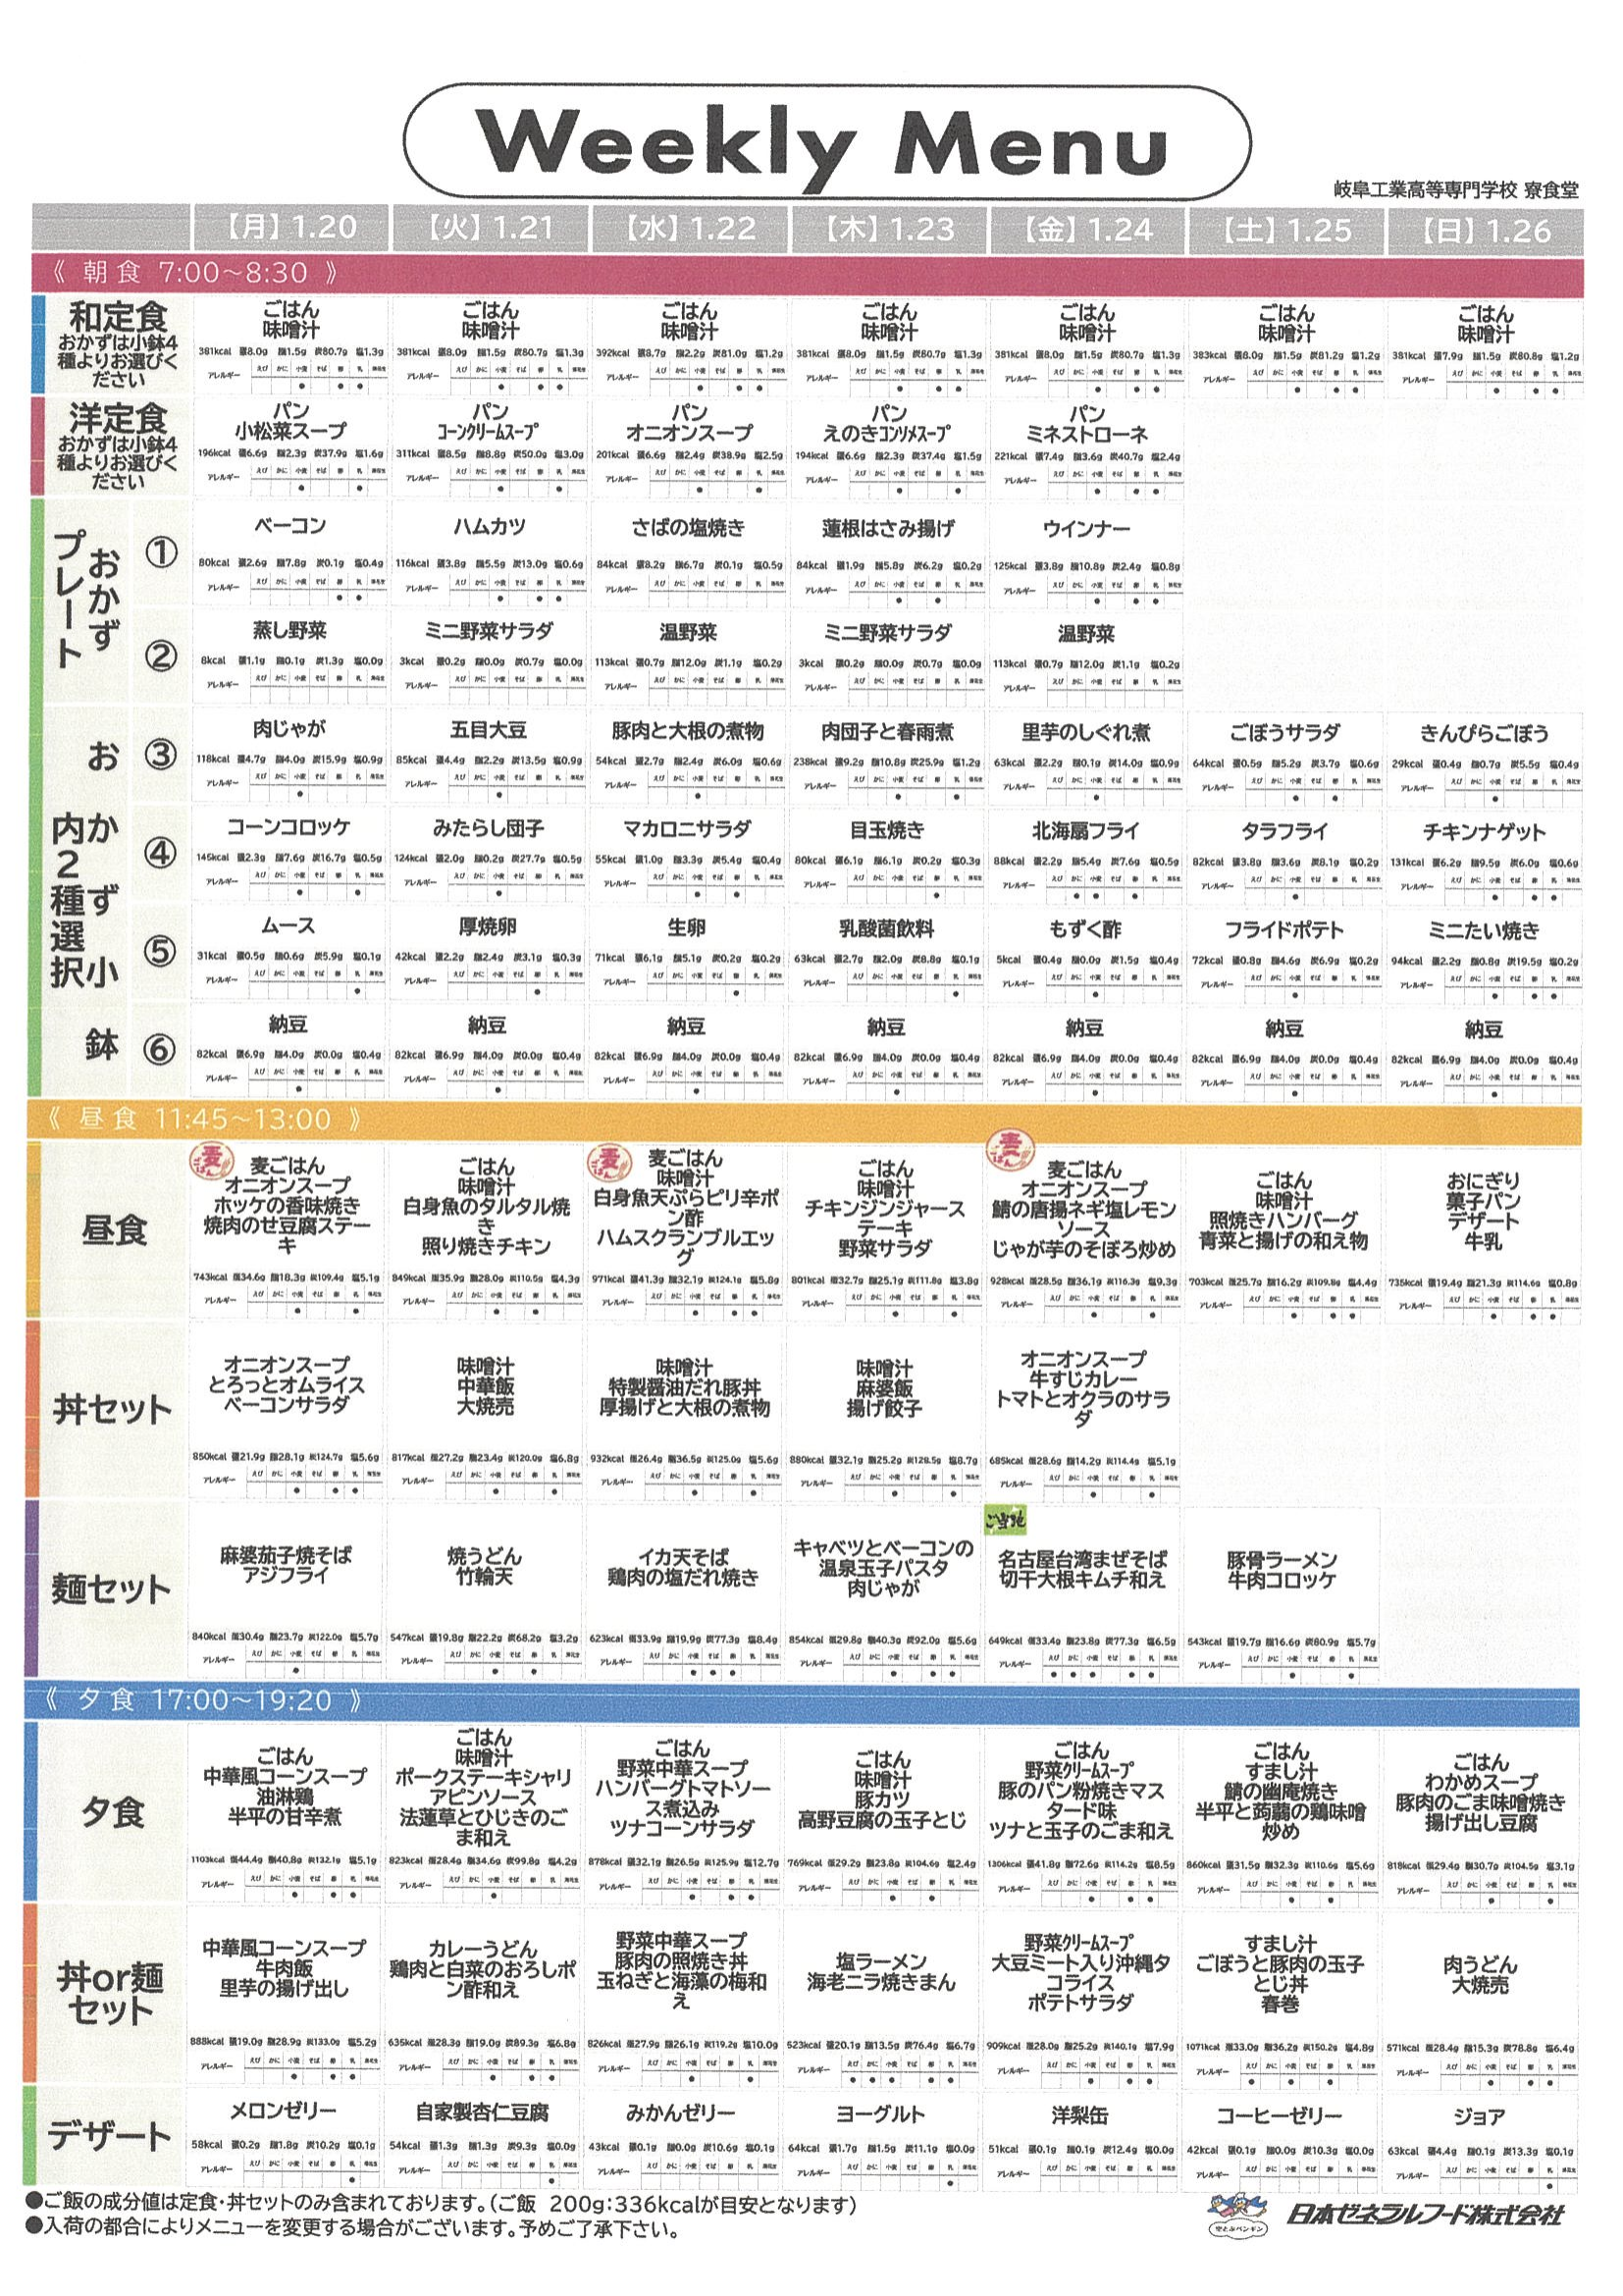 Weekly Menu
岐阜工業高等専門学校 寮食堂
【月】1.20 【火】1.21 【水】1.22 【木】1.23 【金】1.24 【土】1.25 【日】1.26
《 朝食 7:00～8:30 》
和定食
おかずは小鉢4
種よりお選びく
ださい
ごはん ごはん ごはん ごはん ごはん ごはん ごはん
味噌汁 味噌汁 味噌汁 味噌汁 味噌汁 味噌汁 味噌汁
381kcal 蛋8.0g 脂1.5g 炭80.7g 塩1.3g 381kcal 蛋8.0g 脂1.5g 炭80.7g 塩1.3g 392kcal 蛋8.7g 脂2.2g 炭81.0g 塩1.2g 381kcal 蛋8.0g 脂1.5g 炭80.7g 塩1.3g 381kcal 蛋8.0g 脂1.5g 炭80.7g 塩1.3g 383kcal 蛋8.0g 脂1.5g 炭81.2g 塩1.2g 381kcal 蛋7.9g 脂1.5g 炭80.8g 塩1.2g
洋定食
おかずは小鉢4
種よりお選びく
ださい
パン パン パン パン パン
小松菜スープ コーンクリームスープ オニオンスープ えのきコンソメスープ ミネストローネ
196kcal 蛋6.6g 脂2.3g 炭37.9g 塩1.6g 311kcal 蛋8.5g 脂8.8g 炭50.0g 塩3.0g 201kcal 蛋6.6g 脂2.4g 炭38.9g 塩2.5g 194kcal 蛋6.6g 脂2.3g 炭37.4g 塩1.5g 221kcal 蛋7.4g 脂3.6g 炭40.7g 塩2.4g
おかず
プレート
① ベーコン ハムカツ さばの塩焼き 蓮根はさみ揚げ ウインナー
80kcal 蛋2.6g 脂7.8g 炭0.1g 塩0.4g 116kcal 蛋3.8g 脂5.5g 炭13.0g 塩0.6g 84kcal 蛋8.2g 脂6.7g 炭0.1g 塩0.5g 84kcal 蛋1.9g 脂5.8g 炭6.2g 塩0.2g 125kcal 蛋3.8g 脂10.8g 炭2.4g 塩0.8g
② 蒸し野菜 ミニ野菜サラダ 温野菜 ミニ野菜サラダ 温野菜
8kcal 蛋1.1g 脂0.1g 炭1.3g 塩0.0g 3kcal 蛋0.2g 脂0.0g 炭0.7g 塩0.0g 113kcal 蛋0.7g 脂12.0g 炭1.1g 塩0.2g 3kcal 蛋0.2g 脂0.0g 炭0.7g 塩0.0g 113kcal 蛋0.7g 脂12.0g 炭1.1g 塩0.2g
おかず小鉢
内2種選択
③ 肉じゃが 五目大豆 豚肉と大根の煮物 肉団子と春雨煮 里芋のしぐれ煮 ごぼうサラダ きんぴらごぼう
118kcal 蛋4.7g 脂4.0g 炭15.9g 塩0.9g 85kcal 蛋4.4g 脂2.2g 炭13.5g 塩0.9g 54kcal 蛋2.7g 脂2.4g 炭6.0g 塩0.6g 238kcal 蛋9.2g 脂10.8g 炭25.9g 塩1.2g 63kcal 蛋2.2g 脂0.1g 炭14.0g 塩0.9g 64kcal 蛋0.5g 脂5.2g 炭3.7g 塩0.6g 29kcal 蛋0.4g 脂0.7g 炭5.5g 塩0.4g
④ コーンコロッケ みたらし団子 マカロニサラダ 目玉焼き 北海扇フライ タラフライ チキンナゲット
145kcal 蛋2.3g 脂7.6g 炭16.7g 塩0.5g 124kcal 蛋2.0g 脂0.2g 炭27.7g 塩0.5g 55kcal 蛋1.0g 脂3.3g 炭5.4g 塩0.4g 80kcal 蛋6.1g 脂6.1g 炭0.2g 塩0.3g 88kcal 蛋2.2g 脂5.4g 炭7.6g 塩0.5g 82kcal 蛋3.8g 脂3.6g 炭8.1g 塩0.2g 131kcal 蛋6.2g 脂9.5g 炭6.0g 塩0.6g
⑤ ムース 厚焼卵 生卵 乳酸菌飲料 もずく酢 フライドポテト ミニたい焼き
31kcal 蛋0.5g 脂0.6g 炭5.9g 塩0.1g 42kcal 蛋2.2g 脂2.4g 炭3.1g 塩0.3g 71kcal 蛋6.1g 脂5.1g 炭0.2g 塩0.2g 63kcal 蛋2.7g 脂2.0g 炭8.8g 塩0.1g 5kcal 蛋0.4g 脂0.0g 炭1.5g 塩0.4g 72kcal 蛋0.8g 脂4.6g 炭6.9g 塩0.2g 94kcal 蛋2.2g 脂0.8g 炭19.5g 塩0.2g
⑥ 納豆 納豆 納豆 納豆 納豆 納豆 納豆
82kcal 蛋6.9g 脂4.0g 炭0.0g 塩0.4g 82kcal 蛋6.9g 脂4.0g 炭0.0g 塩0.4g 82kcal 蛋6.9g 脂4.0g 炭0.0g 塩0.4g 82kcal 蛋6.9g 脂4.0g 炭0.0g 塩0.4g 82kcal 蛋6.9g 脂4.0g 炭0.0g 塩0.4g 82kcal 蛋6.9g 脂4.0g 炭0.0g 塩0.4g 82kcal 蛋6.9g 脂4.0g 炭0.0g 塩0.4g
《 昼食 11:45～13:00 》
昼食
麦ごはん
麦ごはん
オニオンスープ
ホッケの香味焼き
焼肉のせ豆腐ステー
キ
743kcal 蛋34.6g 脂18.3g 炭109.4g 塩5.1g
ごはん
味噌汁
白身魚のタルタル焼
き
照り焼きチキン
849kcal 蛋35.9g 脂28.0g 炭110.5g 塩4.3g
麦ごはん
麦ごはん
味噌汁
白身魚天ぷらピリ辛ポ
ン酢
ハムスクランブルエッ
グ
971kcal 蛋41.3g 脂32.1g 炭124.1g 塩5.8g
ごはん
味噌汁
チキンジンジャース
テーキ
野菜サラダ
801kcal 蛋32.7g 脂25.1g 炭111.8g 塩3.8g
麦ごはん
麦ごはん
オニオンスープ
鯖の唐揚ネギ塩レモン
ソース
じゃが芋のそぼろ炒め
928kcal 蛋28.5g 脂36.1g 炭116.3g 塩9.3g
ごはん
味噌汁
照焼きハンバーグ
青菜と揚げの和え物
703kcal 蛋25.7g 脂16.2g 炭109.8g 塩4.4g
おにぎり
菓子パン
デザート
牛乳
735kcal 蛋19.4g 脂21.3g 炭114.6g 塩0.8g
丼セット
オニオンスープ
とろっとオムライス
ベーコンサラダ
850kcal 蛋21.9g 脂28.1g 炭124.7g 塩5.6g
味噌汁
中華飯
大焼売
817kcal 蛋27.2g 脂23.4g 炭120.0g 塩6.8g
味噌汁
特製醤油だれ豚丼
厚揚げと大根の煮物
932kcal 蛋26.4g 脂36.5g 炭125.0g 塩5.6g
味噌汁
麻婆飯
揚げ餃子
880kcal 蛋32.1g 脂25.2g 炭128.5g 塩8.7g
オニオンスープ
牛すじカレー
トマトとオクラのサラ
ダ
685kcal 蛋28.6g 脂14.2g 炭114.4g 塩5.1g
麺セット
麻婆茄子焼そば
アジフライ
840kcal 蛋30.4g 脂23.7g 炭122.0g 塩5.7g
焼うどん
竹輪天
547kcal 蛋19.8g 脂22.2g 炭68.2g 塩3.2g
イカ天そば
鶏肉の塩だれ焼き
623kcal 蛋33.9g 脂19.9g 炭77.3g 塩8.4g
キャベツとベーコンの
温泉玉子パスタ
肉じゃが
854kcal 蛋29.8g 脂40.3g 炭92.0g 塩5.6g
ご当地
名古屋台湾まぜそば
切干大根キムチ和え
649kcal 蛋33.4g 脂23.8g 炭77.3g 塩6.5g
豚骨ラーメン
牛肉コロッケ
543kcal 蛋19.7g 脂16.6g 炭80.9g 塩5.7g
《 夕食 17:00～19:20 》
夕食
ごはん
中華風コーンスープ
油淋鶏
半平の甘辛煮
1103kcal 蛋44.4g 脂40.8g 炭132.1g 塩5.1g
ごはん
味噌汁
ポークステーキシャリ
アピンソース
法蓮草とひじきのご
ま和え
823kcal 蛋28.4g 脂34.6g 炭99.8g 塩4.2g
ごはん
野菜中華スープ
ハンバーグトマトソー
ス煮込み
ツナコーンサラダ
878kcal 蛋32.1g 脂26.5g 炭125.9g 塩12.7g
ごはん
味噌汁
豚カツ
高野豆腐の玉子とじ
769kcal 蛋29.2g 脂23.8g 炭104.6g 塩2.4g
ごはん
野菜クリームスープ
豚のパン粉焼きマス
タード味
ツナと玉子のごま和え
1306kcal 蛋41.8g 脂72.6g 炭114.2g 塩8.5g
ごはん
すまし汁
鯖の幽庵焼き
半平と蒟蒻の鶏味噌
炒め
860kcal 蛋31.5g 脂32.3g 炭110.6g 塩5.6g
ごはん
わかめスープ
豚肉のごま味噌焼き
揚げ出し豆腐
818kcal 蛋29.4g 脂30.7g 炭104.5g 塩3.1g
丼or麺
セット
中華風コーンスープ
牛肉飯
里芋の揚げ出し
888kcal 蛋19.0g 脂28.9g 炭133.0g 塩5.2g
カレーうどん
鶏肉と白菜のおろしポ
ン酢和え
635kcal 蛋28.3g 脂19.0g 炭89.3g 塩6.8g
野菜中華スープ
豚肉の照焼き丼
玉ねぎと海藻の梅和
え
826kcal 蛋27.9g 脂26.1g 炭119.2g 塩10.0g
塩ラーメン
海老ニラ焼きまん
523kcal 蛋20.1g 脂13.5g 炭76.4g 塩6.7g
野菜クリームスープ
大豆ミート入り沖縄タ
コライス
ポテトサラダ
909kcal 蛋28.0g 脂25.2g 炭140.1g 塩7.9g
すまし汁
ごぼうと豚肉の玉子
とじ丼
春巻
1071kcal 蛋33.0g 脂36.2g 炭150.2g 塩4.8g
肉うどん
大焼売
571kcal 蛋28.4g 脂15.3g 炭78.8g 塩6.4g
デザート
メロンゼリー 自家製杏仁豆腐 みかんゼリー ヨーグルト 洋梨缶 コーヒーゼリー ジョア
58kcal 蛋0.2g 脂1.8g 炭10.2g 塩0.1g 54kcal 蛋1.3g 脂1.3g 炭9.3g 塩0.0g 43kcal 蛋0.1g 脂0.0g 炭10.6g 塩0.1g 64kcal 蛋1.7g 脂1.5g 炭11.1g 塩0.0g 51kcal 蛋0.1g 脂0.1g 炭12.4g 塩0.0g 42kcal 蛋0.1g 脂0.0g 炭10.3g 塩0.0g 63kcal 蛋4.4g 脂0.1g 炭13.3g 塩0.1g
●ご飯の成分値は定食・丼セットのみ含まれております。(ご飯 200g:336kcalが目安となります)
●入荷の都合によりメニューを変更する場合がございます。予めご了承下さい。
空とぶペンギン
日本ゼネラルフード株式会社